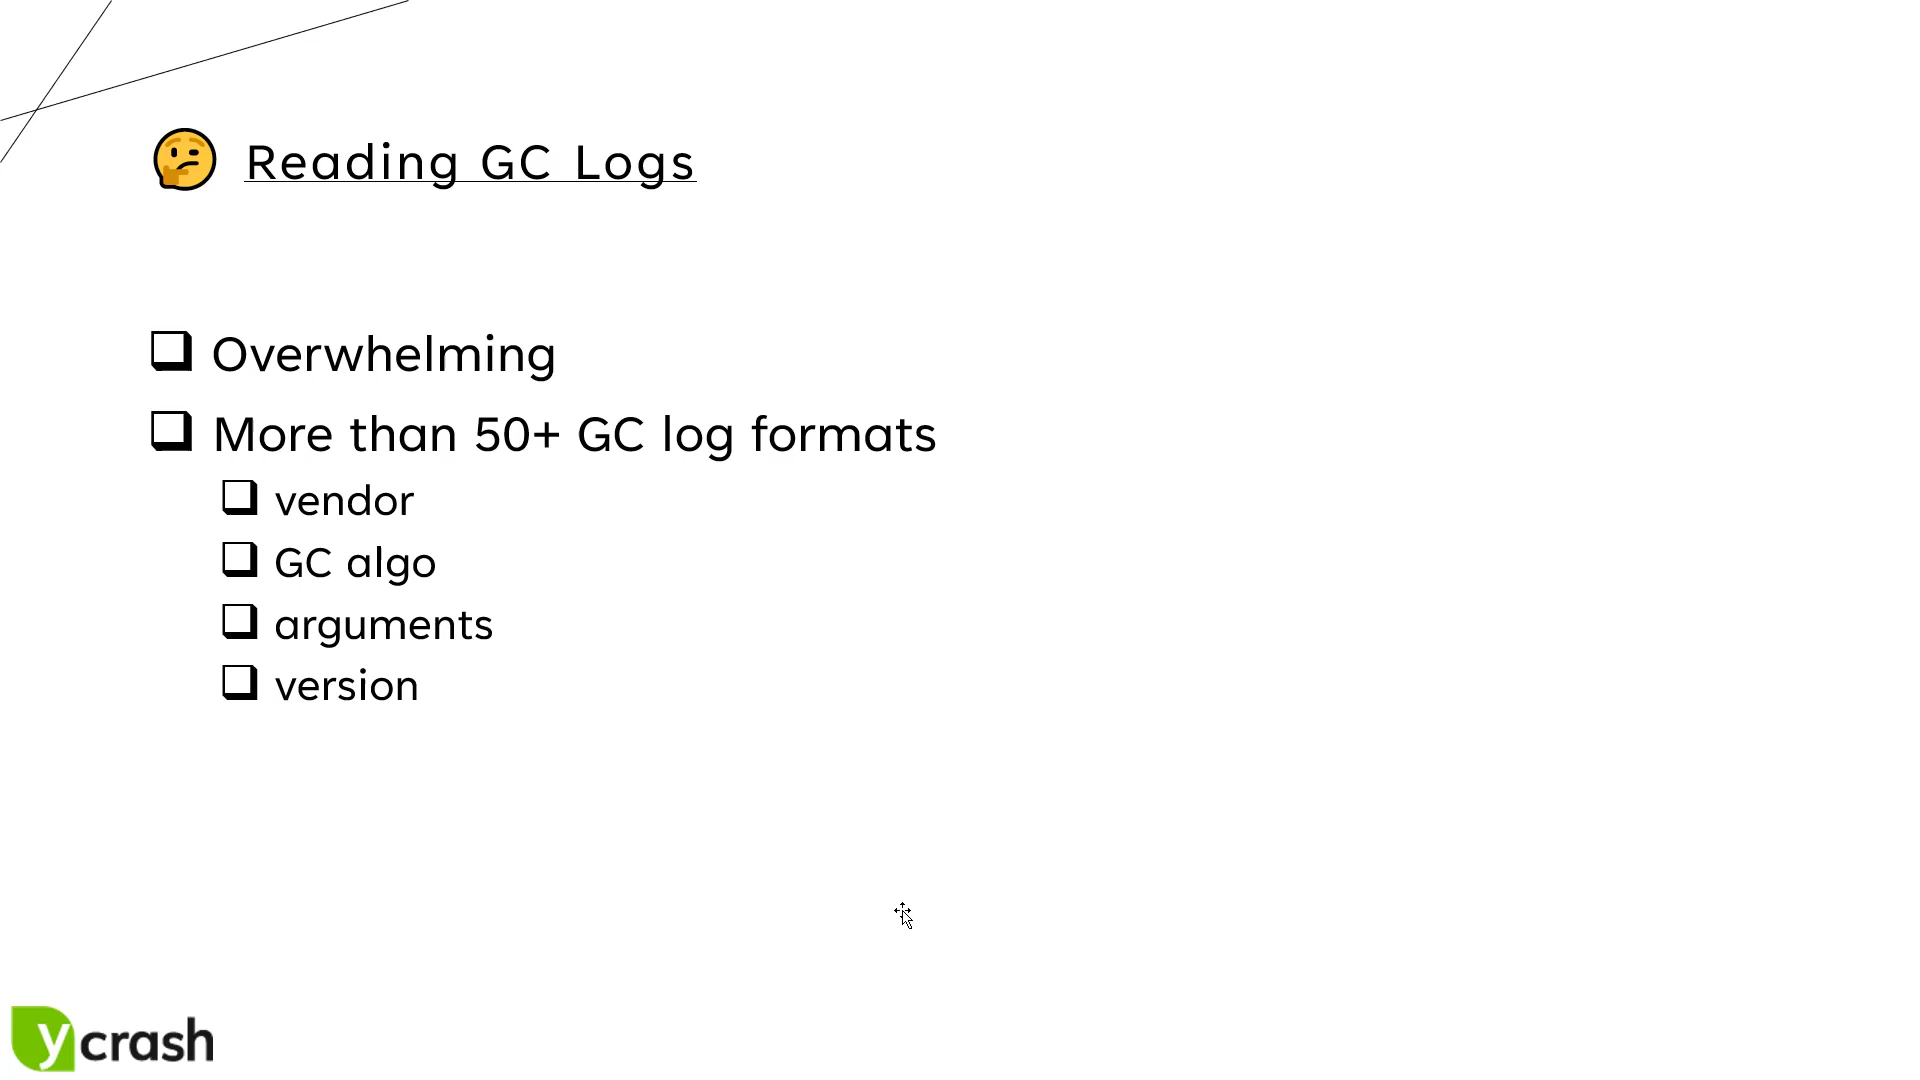 Reading GC Logs
Overwhelming
More than 50+ GC log formats
vendor
GC algo
arguments
version
ycrash